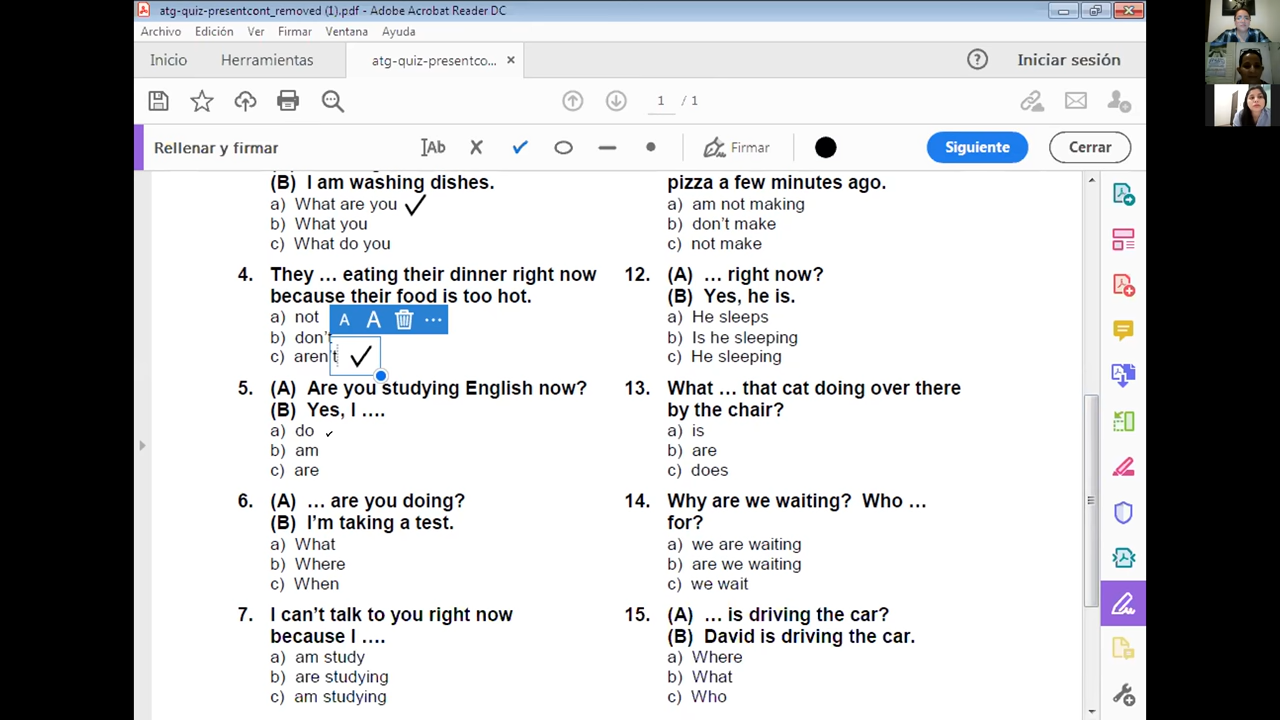 atg-quiz-presentcont_removed (1).pdf - Adobe Acrobat Reader DC
Archivo Edición Ver Firmar Ventana Ayuda
Inicio Herramientas atg-quiz-presentco... × Iniciar sesión
1 / 1
Rellenar y firmar Ab Firmar Siguiente Cerrar
(B) I am washing dishes.
a) What are you
b) What you
c) What do you
4. They … eating their dinner right now
because their food is too hot.
a) not
b) don't
c) aren't
A A ...
5. (A) Are you studying English now?
(B) Yes, I ….
a) do
b) am
c) are
6. (A) … are you doing?
(B) I'm taking a test.
a) What
b) Where
c) When
7. I can't talk to you right now
because I ….
a) am study
b) are studying
c) am studying
pizza a few minutes ago.
a) am not making
b) don't make
c) not make
12. (A) … right now?
(B) Yes, he is.
a) He sleeps
b) Is he sleeping
c) He sleeping
13. What … that cat doing over there
by the chair?
a) is
b) are
c) does
14. Why are we waiting? Who …
for?
a) we are waiting
b) are we waiting
c) we wait
15. (A) … is driving the car?
(B) David is driving the car.
a) Where
b) What
c) Who